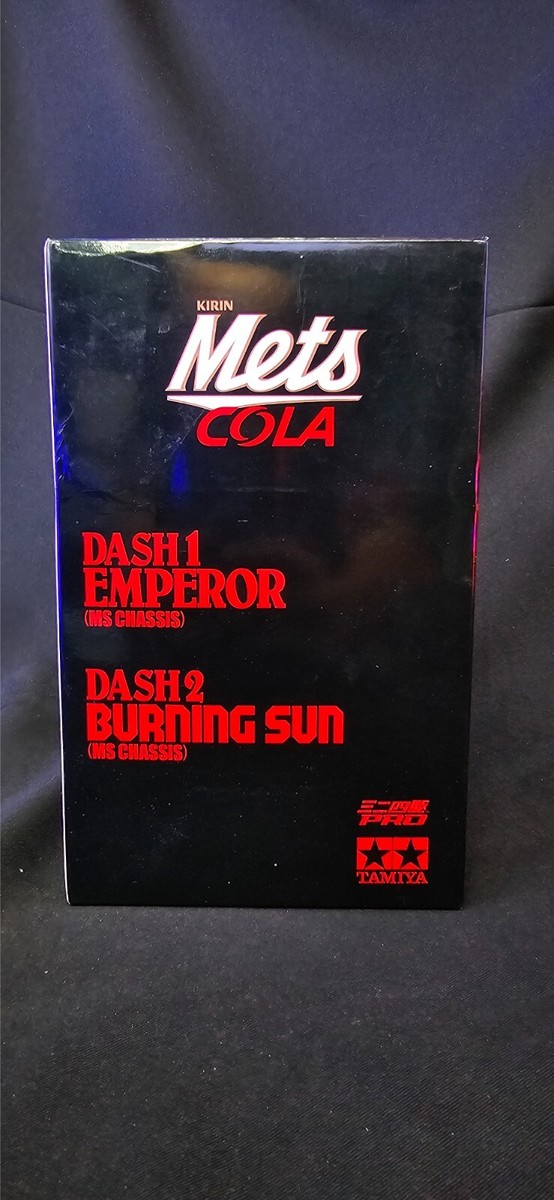 KIRIN
Mets
COLA
DASH 1
EMPEROR
(MS CHASSIS)
DASH 2
BURNING SUN
(MS CHASSIS)
ミニ四駆
PRO
TAMIYA